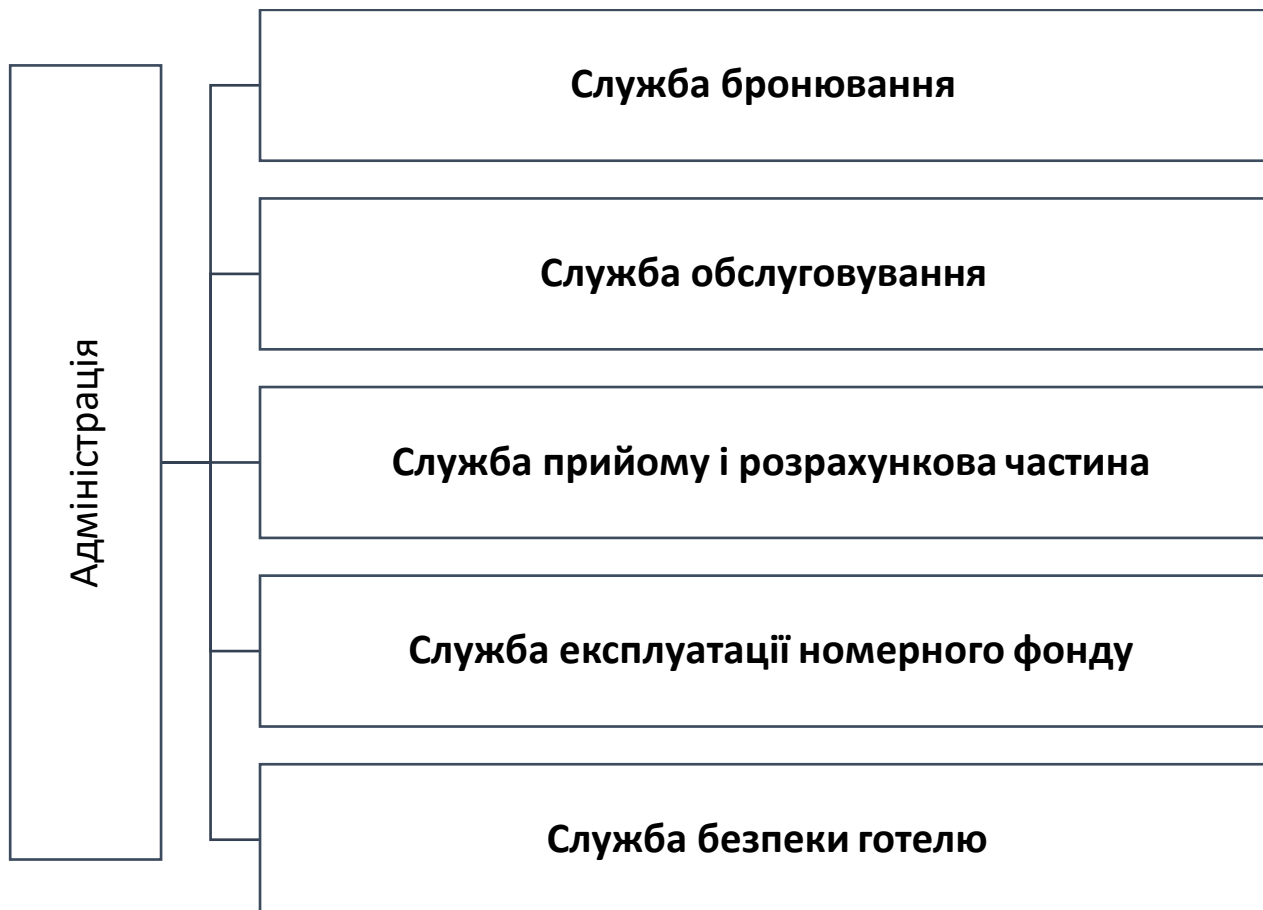 Адміністрація
Служба бронювання
Служба обслуговування
Служба прийому і розрахункова частина
Служба експлуатації номерного фонду
Служба безпеки готелю